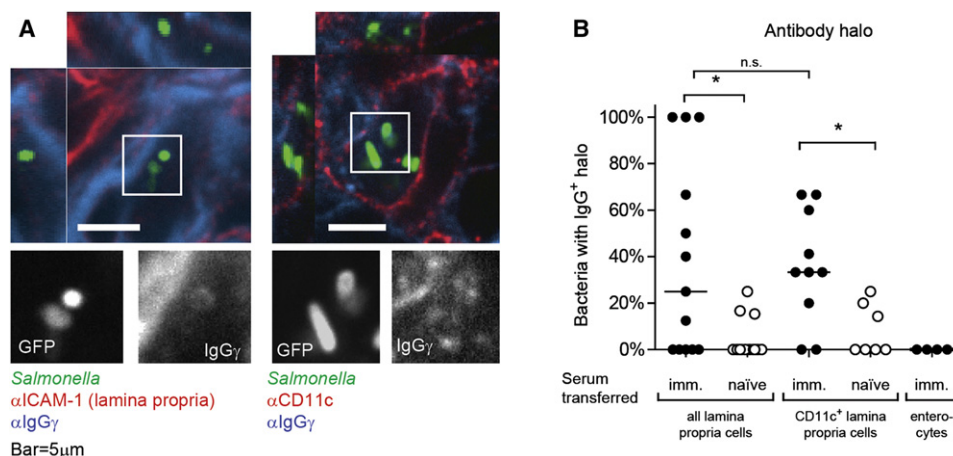 A
GFP
IgGγ
GFP
IgGγ
Salmonella
αICAM-1 (lamina propria)
αIgGγ
Bar=5μm
Salmonella
αCD11c
αIgGγ
B
Antibody halo
n.s.
*
*
Bacteria with IgG⁺ halo
100%
80%
60%
40%
20%
0%
Serum
transferred
imm. naïve imm. naïve imm.
all lamina
propria cells
CD11c⁺ lamina
propria cells
entero-
cytes